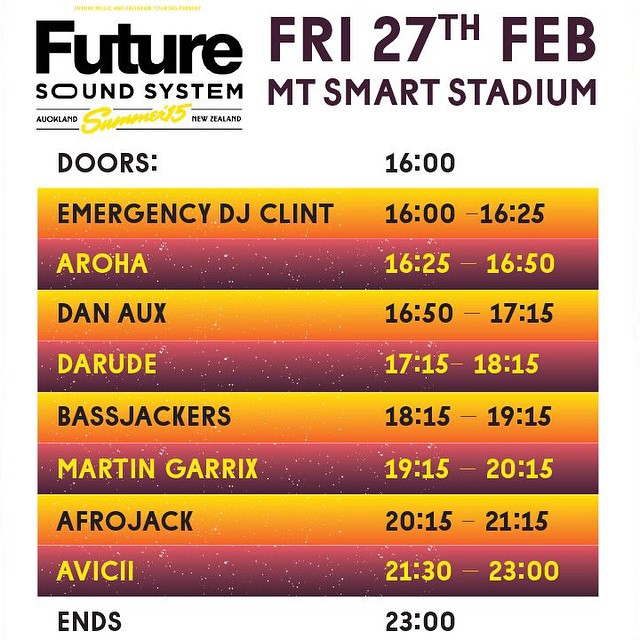 FUTURE MUSIC AND FRONTIER TOURING PRESENT
Future
SOUND SYSTEM
AUCKLAND Summer'15 NEW ZEALAND
FRI 27TH FEB
MT SMART STADIUM
DOORS: 16:00
EMERGENCY DJ CLINT 16:00 –16:25
AROHA 16:25 – 16:50
DAN AUX 16:50 – 17:15
DARUDE 17:15– 18:15
BASSJACKERS 18:15 – 19:15
MARTIN GARRIX 19:15 – 20:15
AFROJACK 20:15 – 21:15
AVICII 21:30 – 23:00
ENDS 23:00